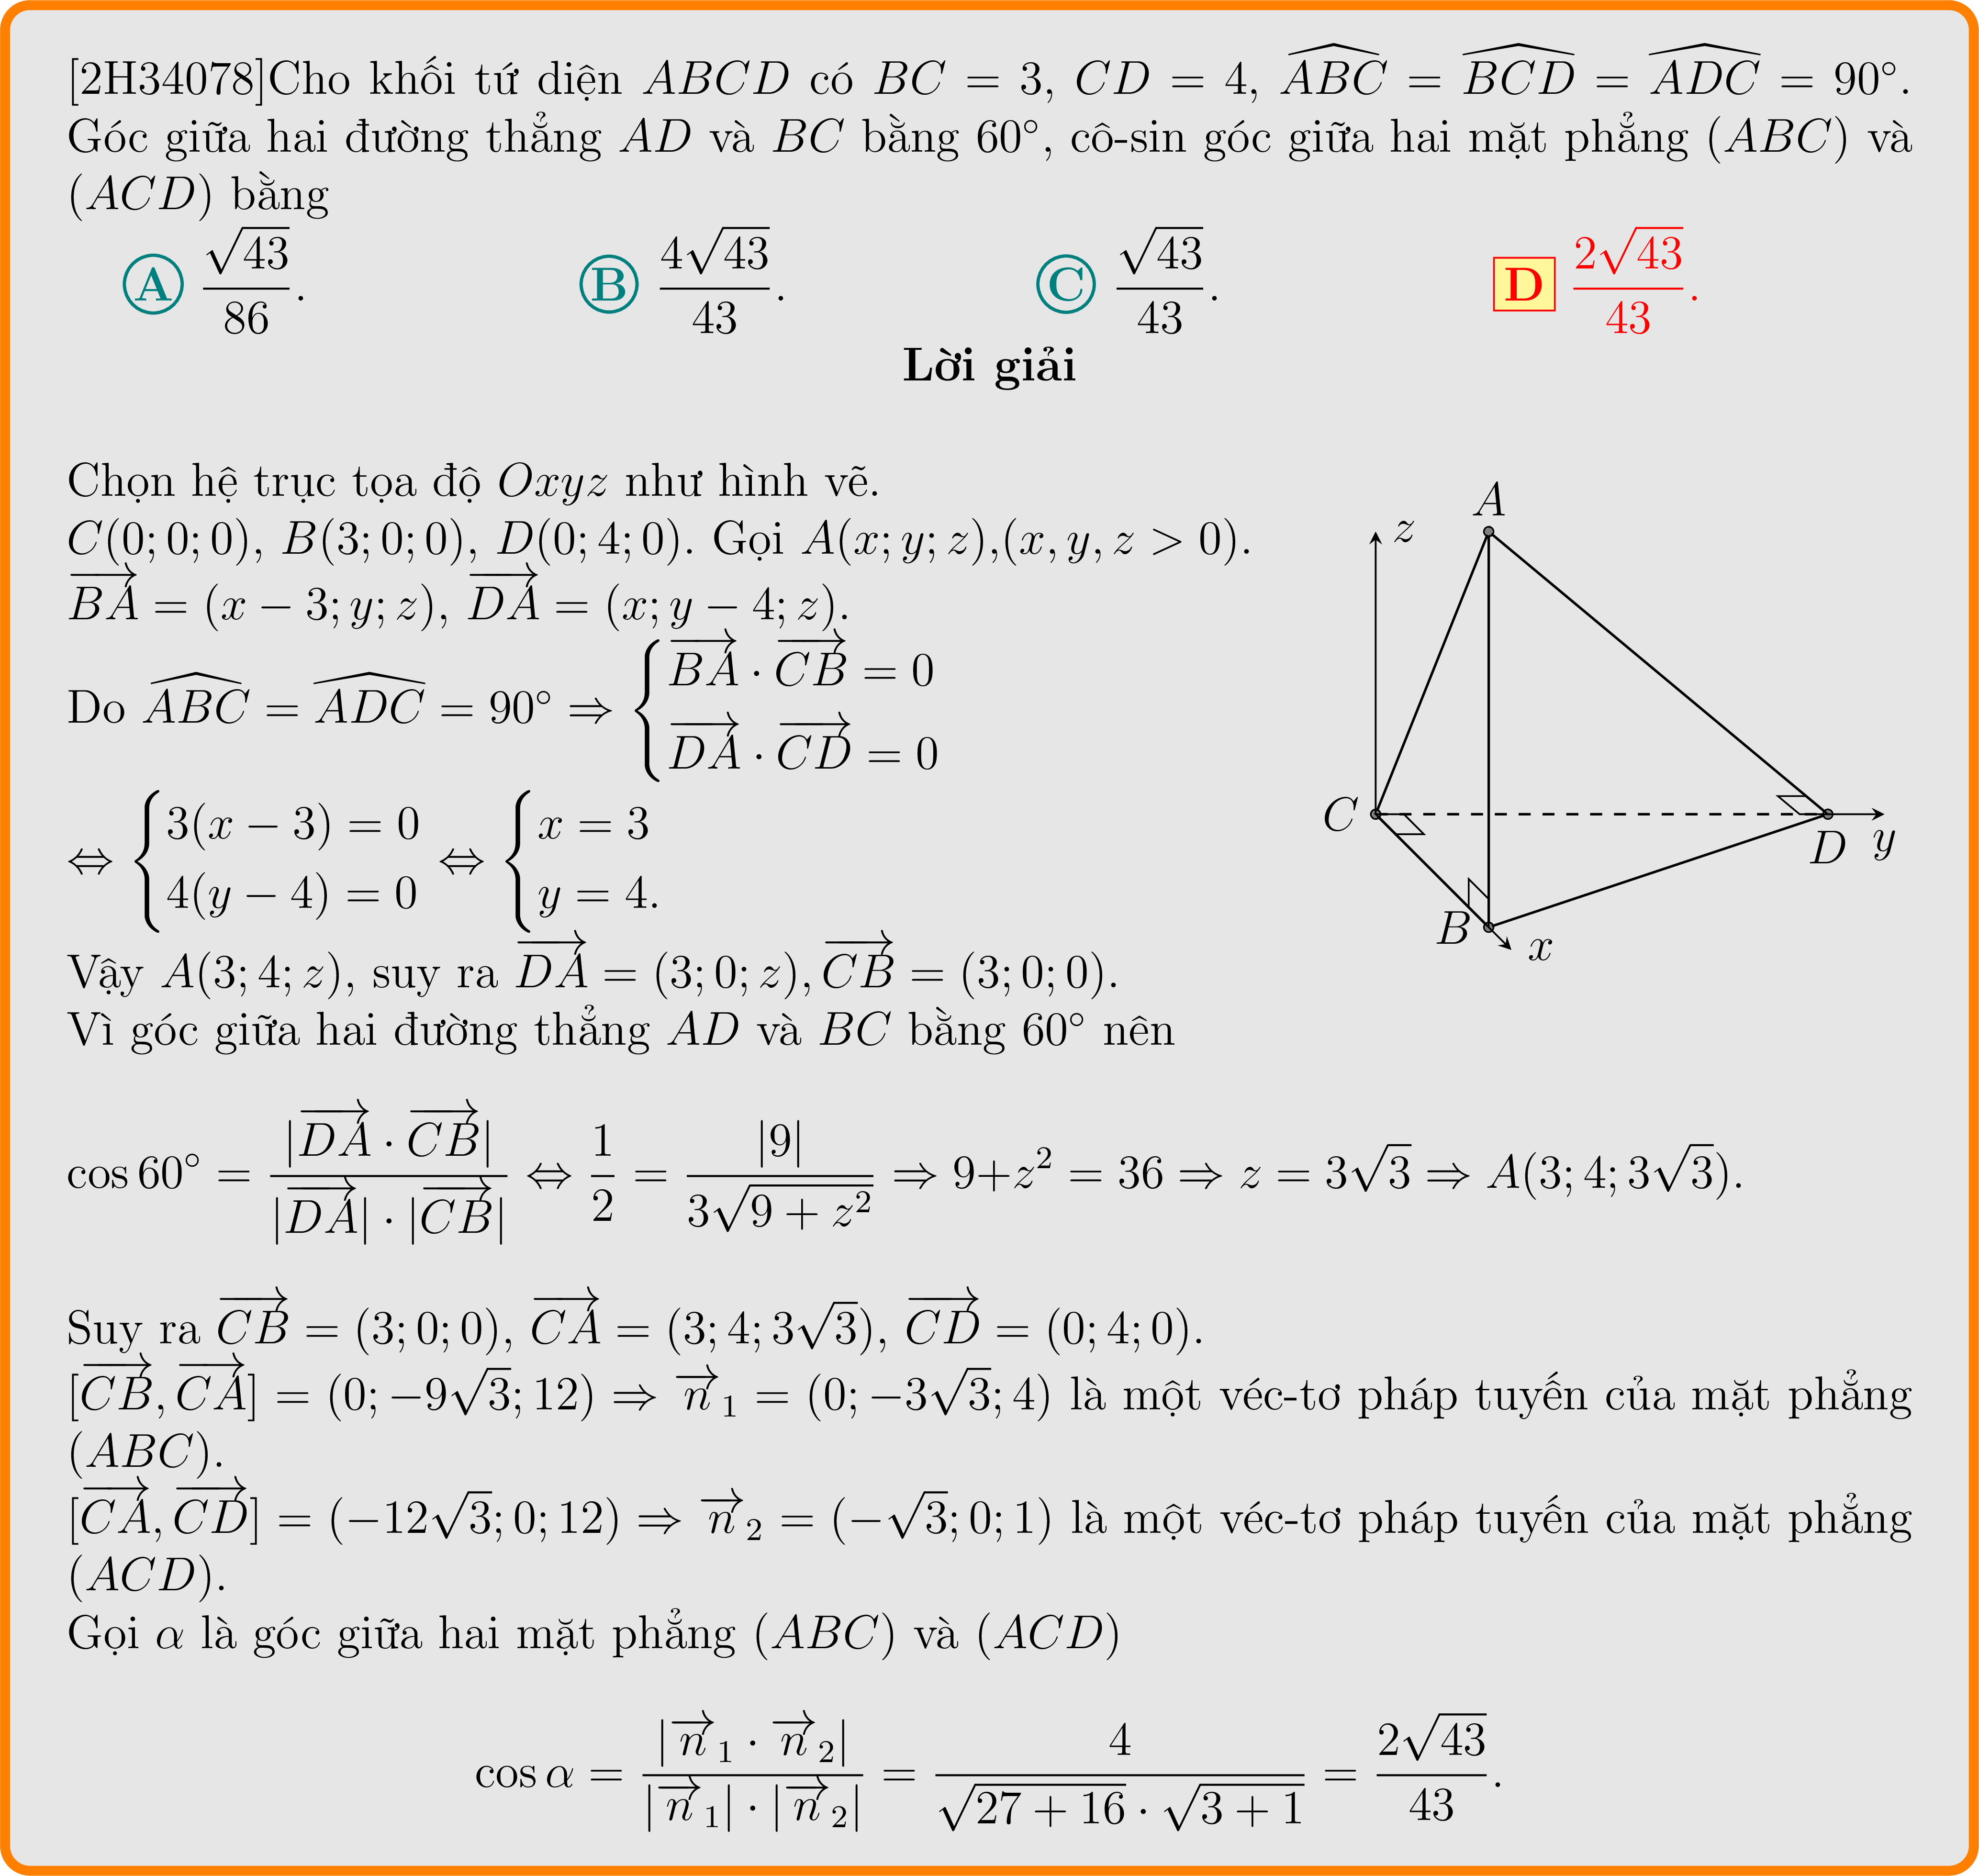 [2H34078]Cho khối tứ diện $ABCD$ có $BC = 3$, $CD = 4$, $\widehat{ABC} = \widehat{BCD} = \widehat{ADC} = 90^\circ$.
Góc giữa hai đường thẳng $AD$ và $BC$ bằng $60^\circ$, cô-sin góc giữa hai mặt phẳng $(ABC)$ và
$(ACD)$ bằng
A $\dfrac{\sqrt{43}}{86}$. B $\dfrac{4\sqrt{43}}{43}$. C $\dfrac{\sqrt{43}}{43}$. D $\dfrac{2\sqrt{43}}{43}$.
Lời giải
Chọn hệ trục tọa độ $Oxyz$ như hình vẽ.
$C(0;0;0)$, $B(3;0;0)$, $D(0;4;0)$. Gọi $A(x;y;z)$,$(x,y,z > 0)$.
$\overrightarrow{BA} = (x-3;y;z)$, $\overrightarrow{DA} = (x;y-4;z)$.
Do $\widehat{ABC} = \widehat{ADC} = 90^\circ \Rightarrow \begin{cases} \overrightarrow{BA} \cdot \overrightarrow{CB} = 0 \\ \overrightarrow{DA} \cdot \overrightarrow{CD} = 0 \end{cases}$
$\Leftrightarrow \begin{cases} 3(x-3) = 0 \\ 4(y-4) = 0 \end{cases} \Leftrightarrow \begin{cases} x = 3 \\ y = 4. \end{cases}$
Vậy $A(3;4;z)$, suy ra $\overrightarrow{DA} = (3;0;z), \overrightarrow{CB} = (3;0;0)$.
Vì góc giữa hai đường thẳng $AD$ và $BC$ bằng $60^\circ$ nên
A
z
C
D
y
B
x
$\cos 60^\circ = \dfrac{|\overrightarrow{DA} \cdot \overrightarrow{CB}|}{|\overrightarrow{DA}| \cdot |\overrightarrow{CB}|} \Leftrightarrow \dfrac{1}{2} = \dfrac{|9|}{3\sqrt{9+z^2}} \Rightarrow 9+z^2 = 36 \Rightarrow z = 3\sqrt{3} \Rightarrow A(3;4;3\sqrt{3})$.
Suy ra $\overrightarrow{CB} = (3;0;0)$, $\overrightarrow{CA} = (3;4;3\sqrt{3})$, $\overrightarrow{CD} = (0;4;0)$.
$[\overrightarrow{CB}, \overrightarrow{CA}] = (0;-9\sqrt{3};12) \Rightarrow \overrightarrow{n}_1 = (0;-3\sqrt{3};4)$ là một véc-tơ pháp tuyến của mặt phẳng
$(ABC)$.
$[\overrightarrow{CA}, \overrightarrow{CD}] = (-12\sqrt{3};0;12) \Rightarrow \overrightarrow{n}_2 = (-\sqrt{3};0;1)$ là một véc-tơ pháp tuyến của mặt phẳng
$(ACD)$.
Gọi $\alpha$ là góc giữa hai mặt phẳng $(ABC)$ và $(ACD)$
$\cos \alpha = \dfrac{|\overrightarrow{n}_1 \cdot \overrightarrow{n}_2|}{|\overrightarrow{n}_1| \cdot |\overrightarrow{n}_2|} = \dfrac{4}{\sqrt{27+16} \cdot \sqrt{3+1}} = \dfrac{2\sqrt{43}}{43}$.